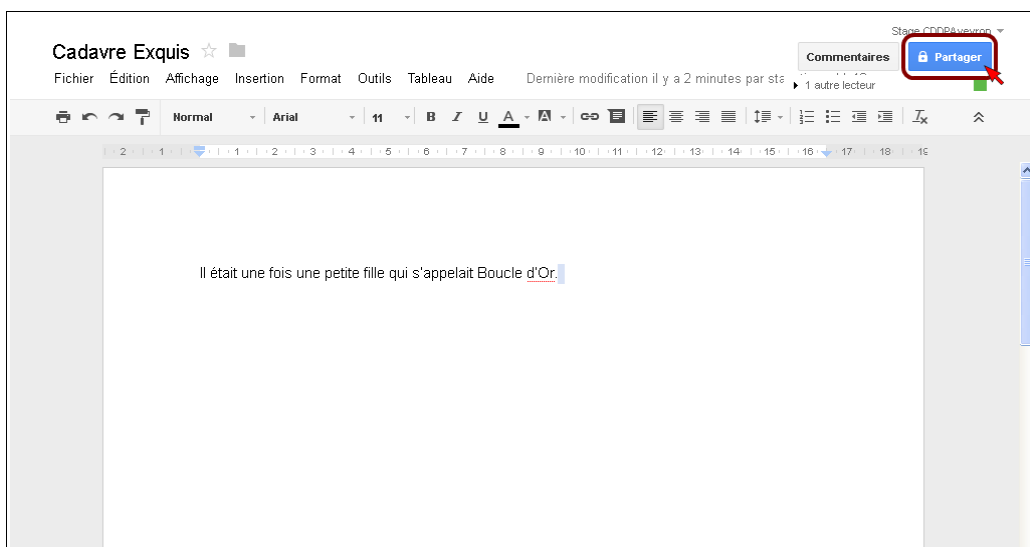 Stage CDDPAveyron
Cadavre Exquis
Commentaires
Partager
Fichier Édition Affichage Insertion Format Outils Tableau Aide Dernière modification il y a 2 minutes par sta
1 autre lecteur
Normal Arial 11 B I U A A
2 1 1 2 3 4 5 6 7 8 9 10 11 12 13 14 15 16 17 18 19
Il était une fois une petite fille qui s'appelait Boucle d'Or.